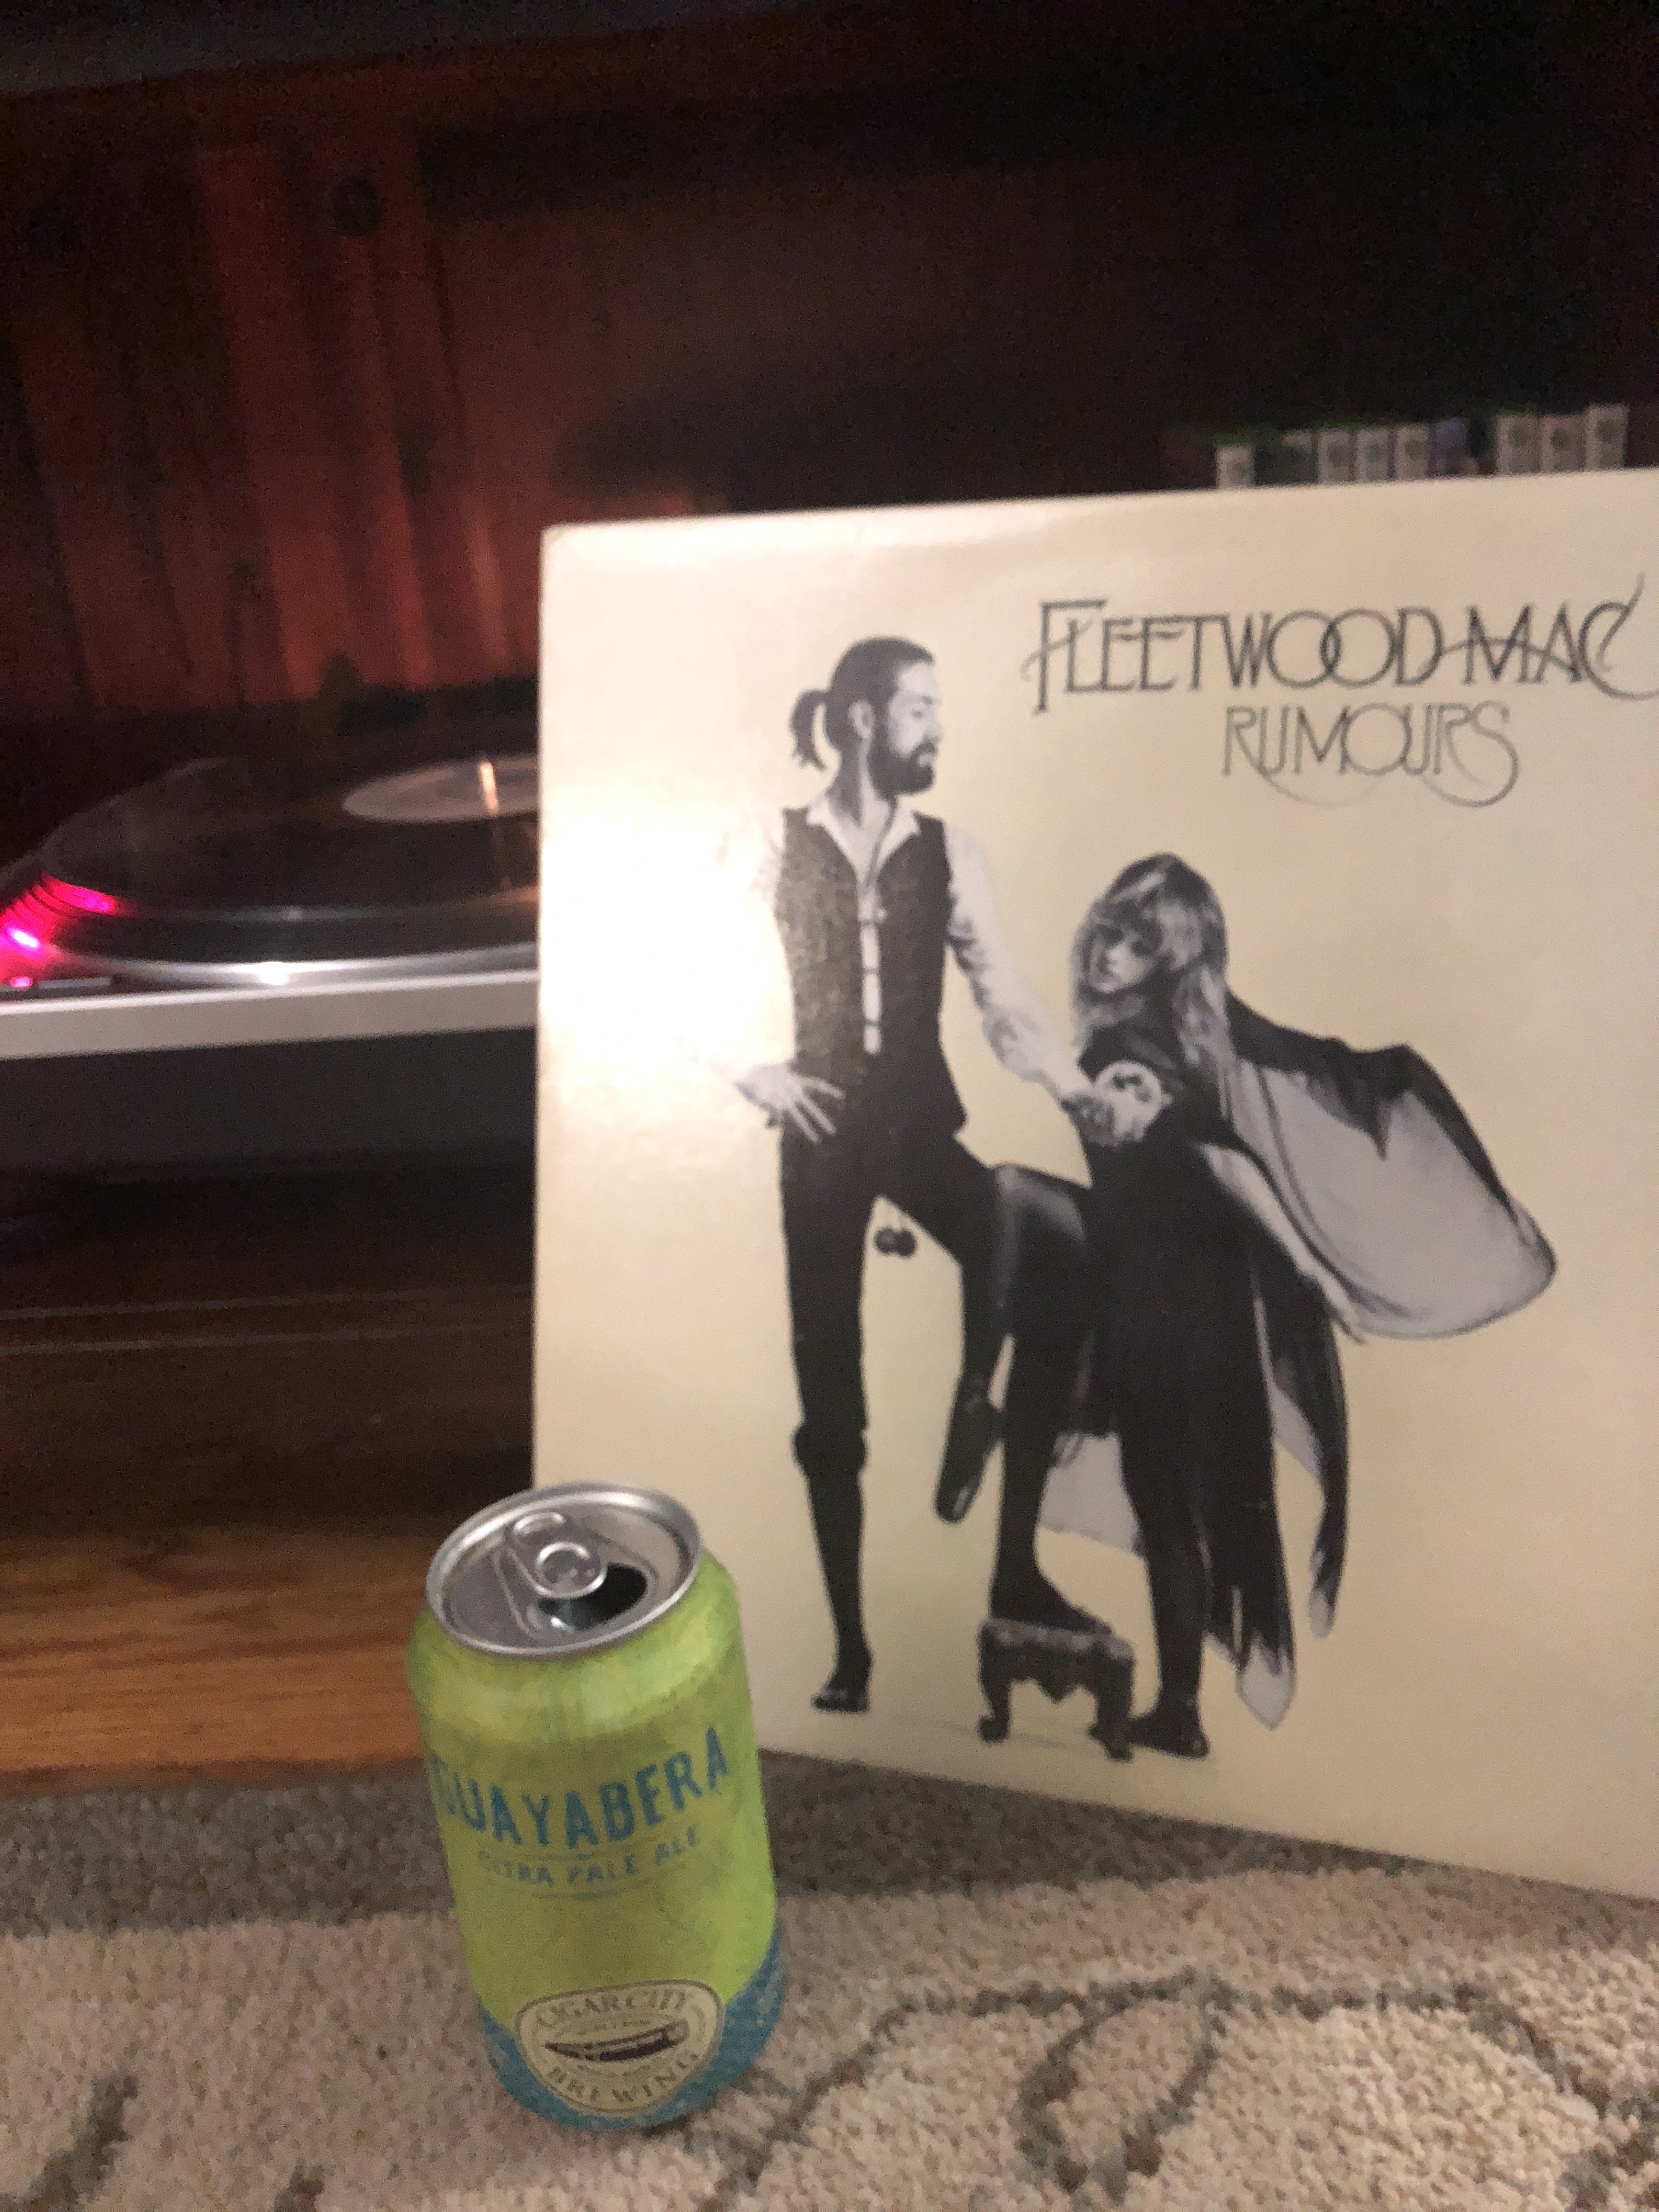 FLEETWOOD MAC
RUMOURS
GUAYABERA
CITRA PALE ALE
CIGAR CITY
BREWING